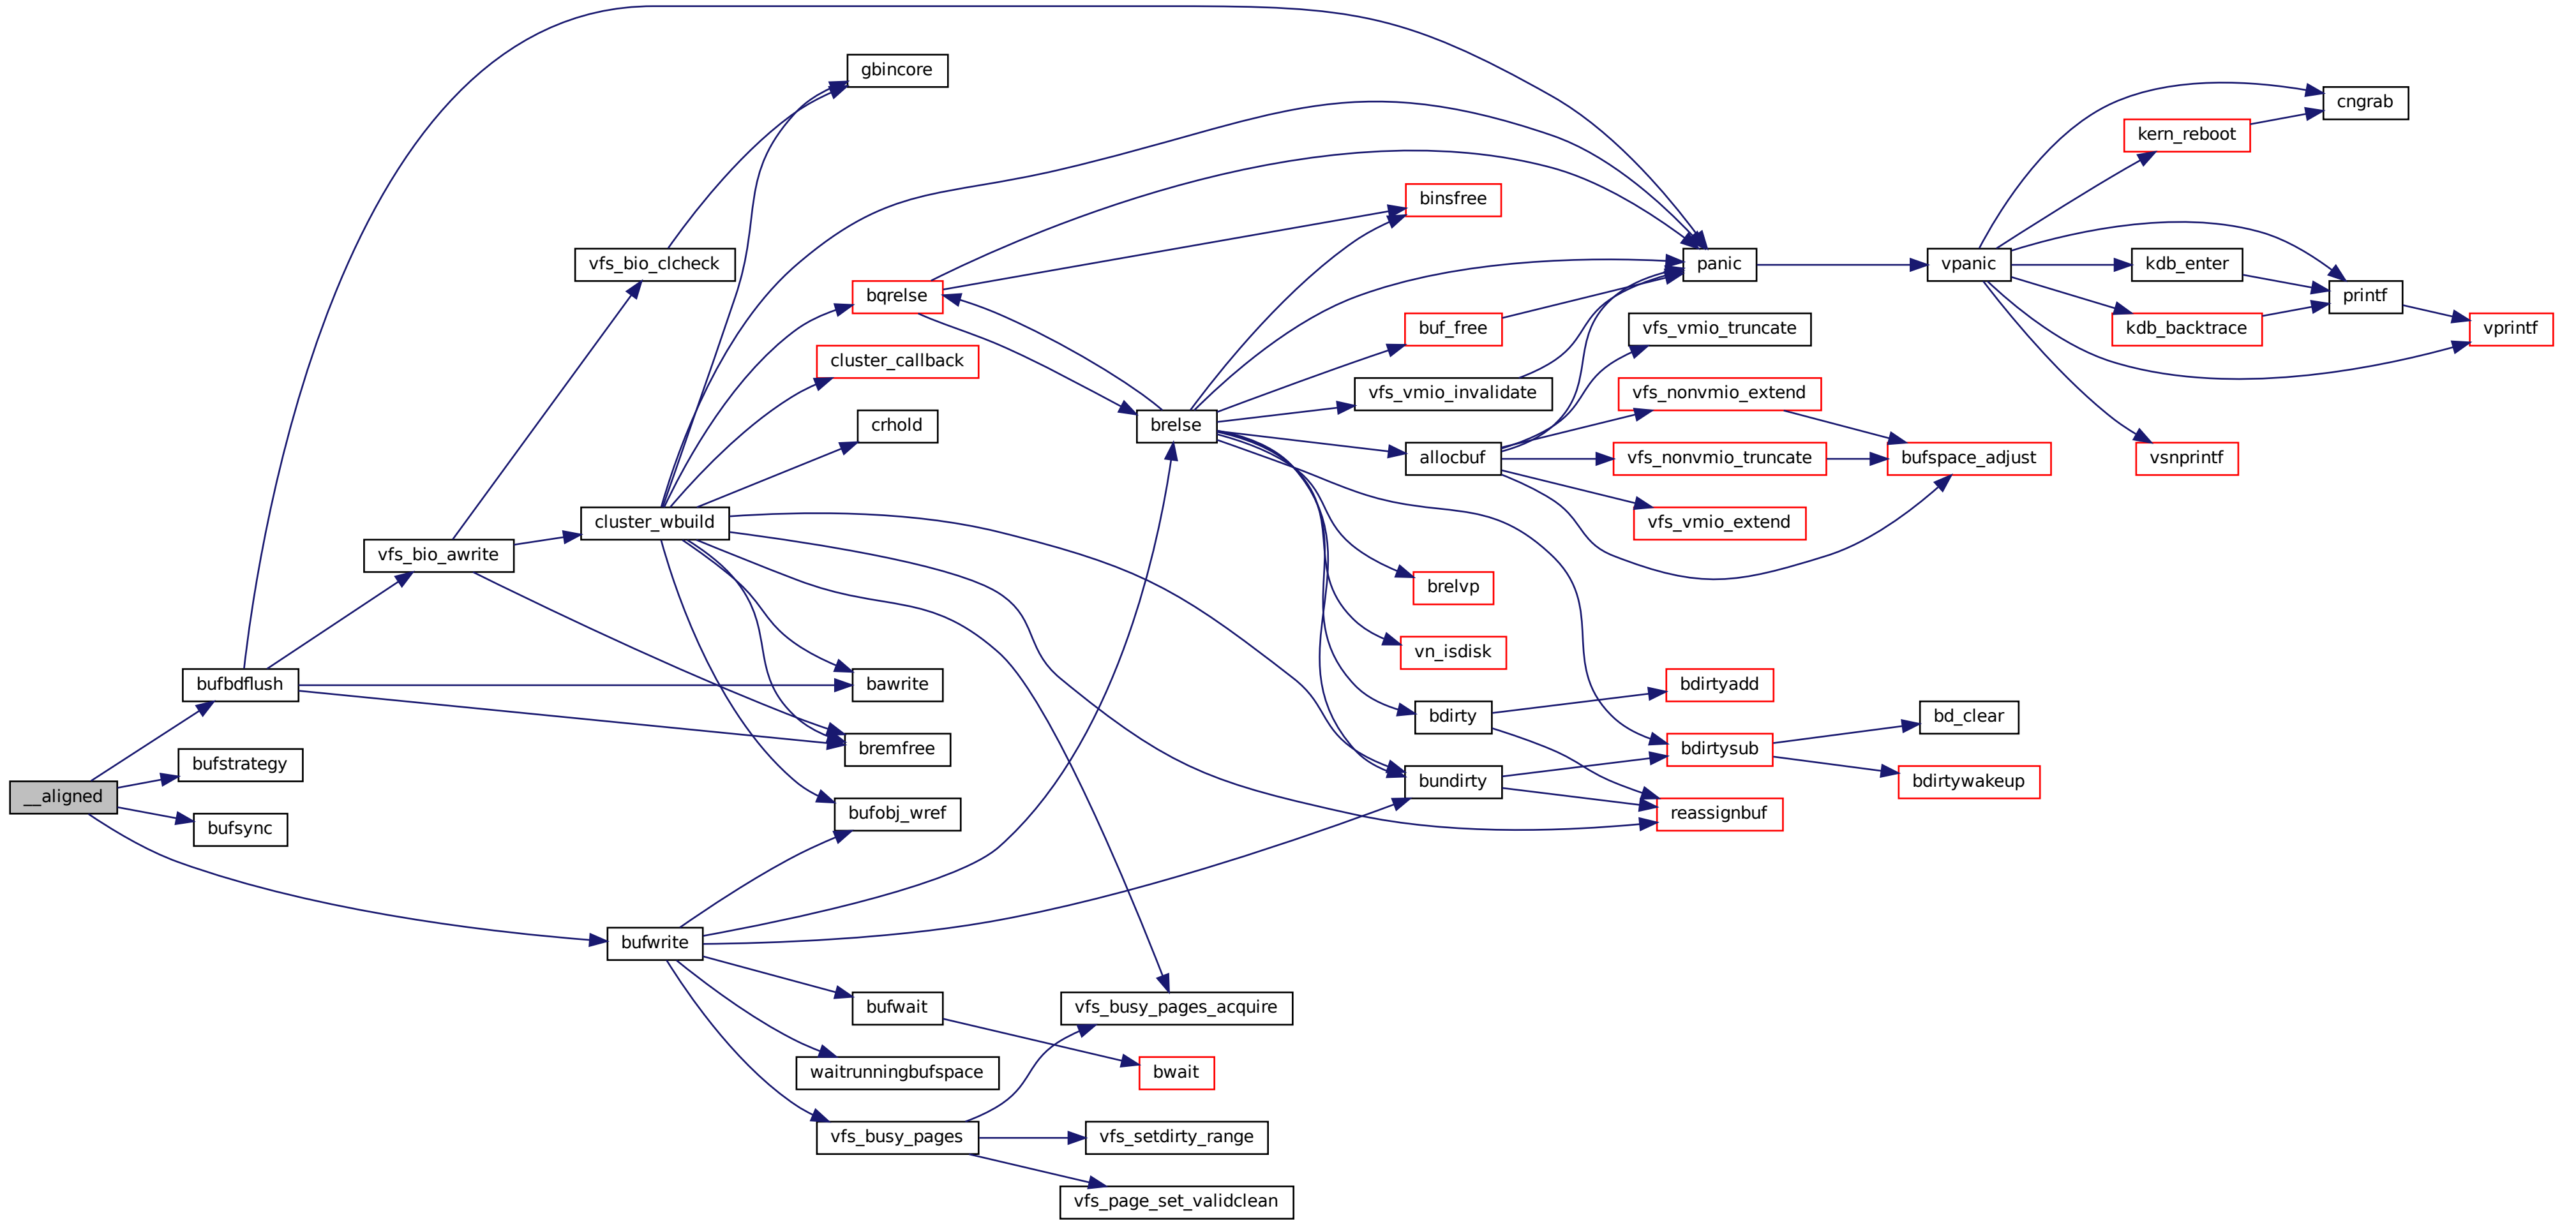 __aligned
bufbdflush
bufstrategy
bufsync
vfs_bio_awrite
vfs_bio_clcheck
cluster_wbuild
bufwrite
gbincore
bqrelse
cluster_callback
crhold
bawrite
bremfree
bufobj_wref
bufwait
waitrunningbufspace
vfs_busy_pages
brelse
vfs_busy_pages_acquire
bwait
vfs_setdirty_range
vfs_page_set_validclean
binsfree
buf_free
vfs_vmio_invalidate
allocbuf
brelvp
vn_isdisk
bdirty
bundirty
panic
vfs_vmio_truncate
vfs_nonvmio_extend
vfs_nonvmio_truncate
vfs_vmio_extend
bdirtyadd
bdirtysub
reassignbuf
vpanic
bufspace_adjust
bd_clear
bdirtywakeup
kern_reboot
kdb_enter
kdb_backtrace
vsnprintf
cngrab
printf
vprintf